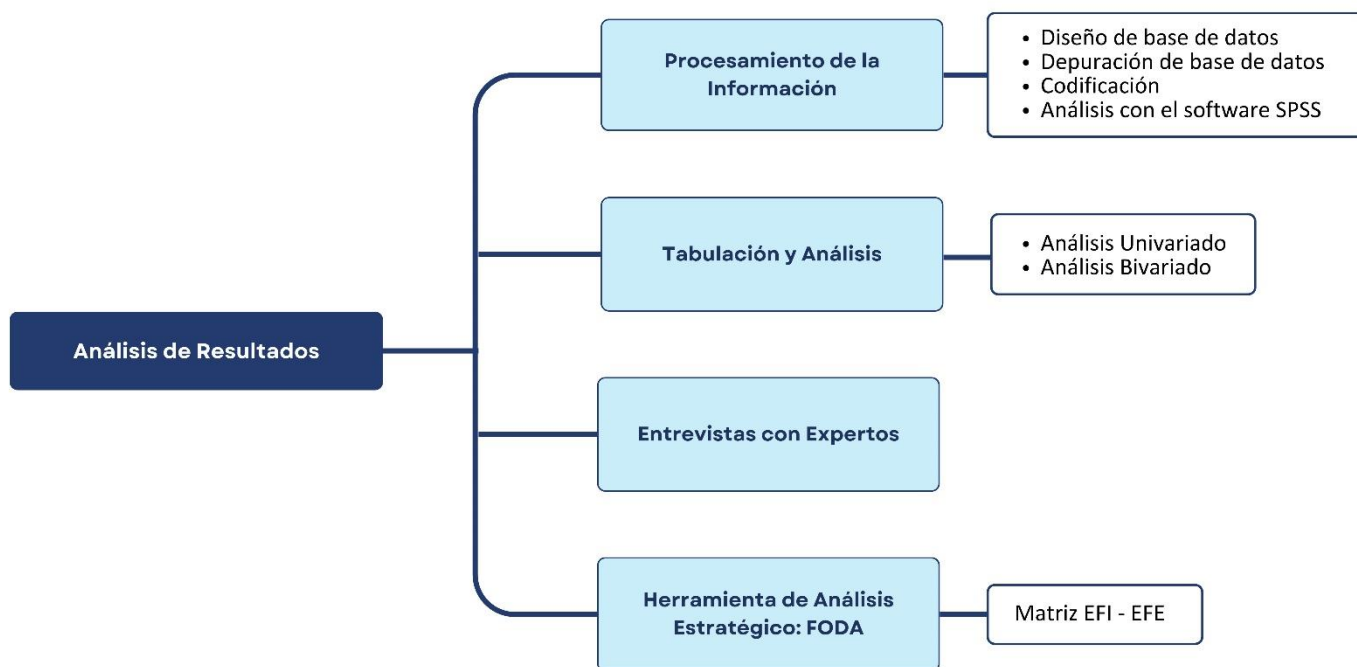 Análisis de Resultados
Procesamiento de la
Información
• Diseño de base de datos
• Depuración de base de datos
• Codificación
• Análisis con el software SPSS
Tabulación y Análisis
• Análisis Univariado
• Análisis Bivariado
Entrevistas con Expertos
Herramienta de Análisis
Estratégico: FODA
Matriz EFI - EFE